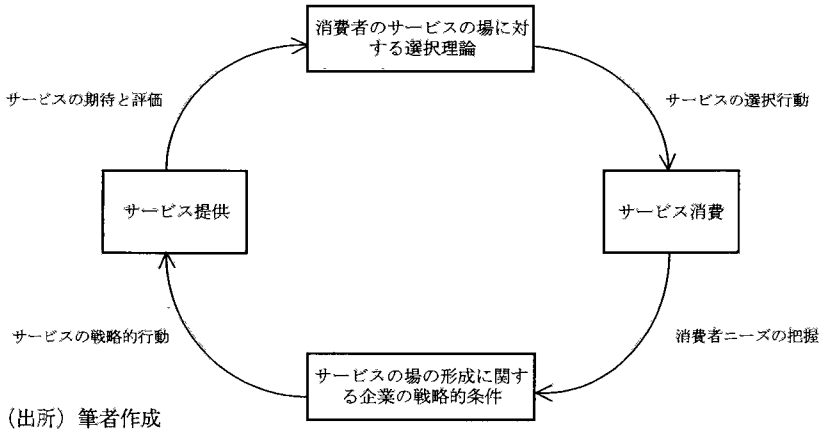 消費者のサービスの場に対
する選択理論
サービスの期待と評価
サービスの選択行動
サービス提供
サービス消費
サービスの戦略的行動
消費者ニーズの把握
サービスの場の形成に関す
る企業の戦略的条件
(出所) 筆者作成